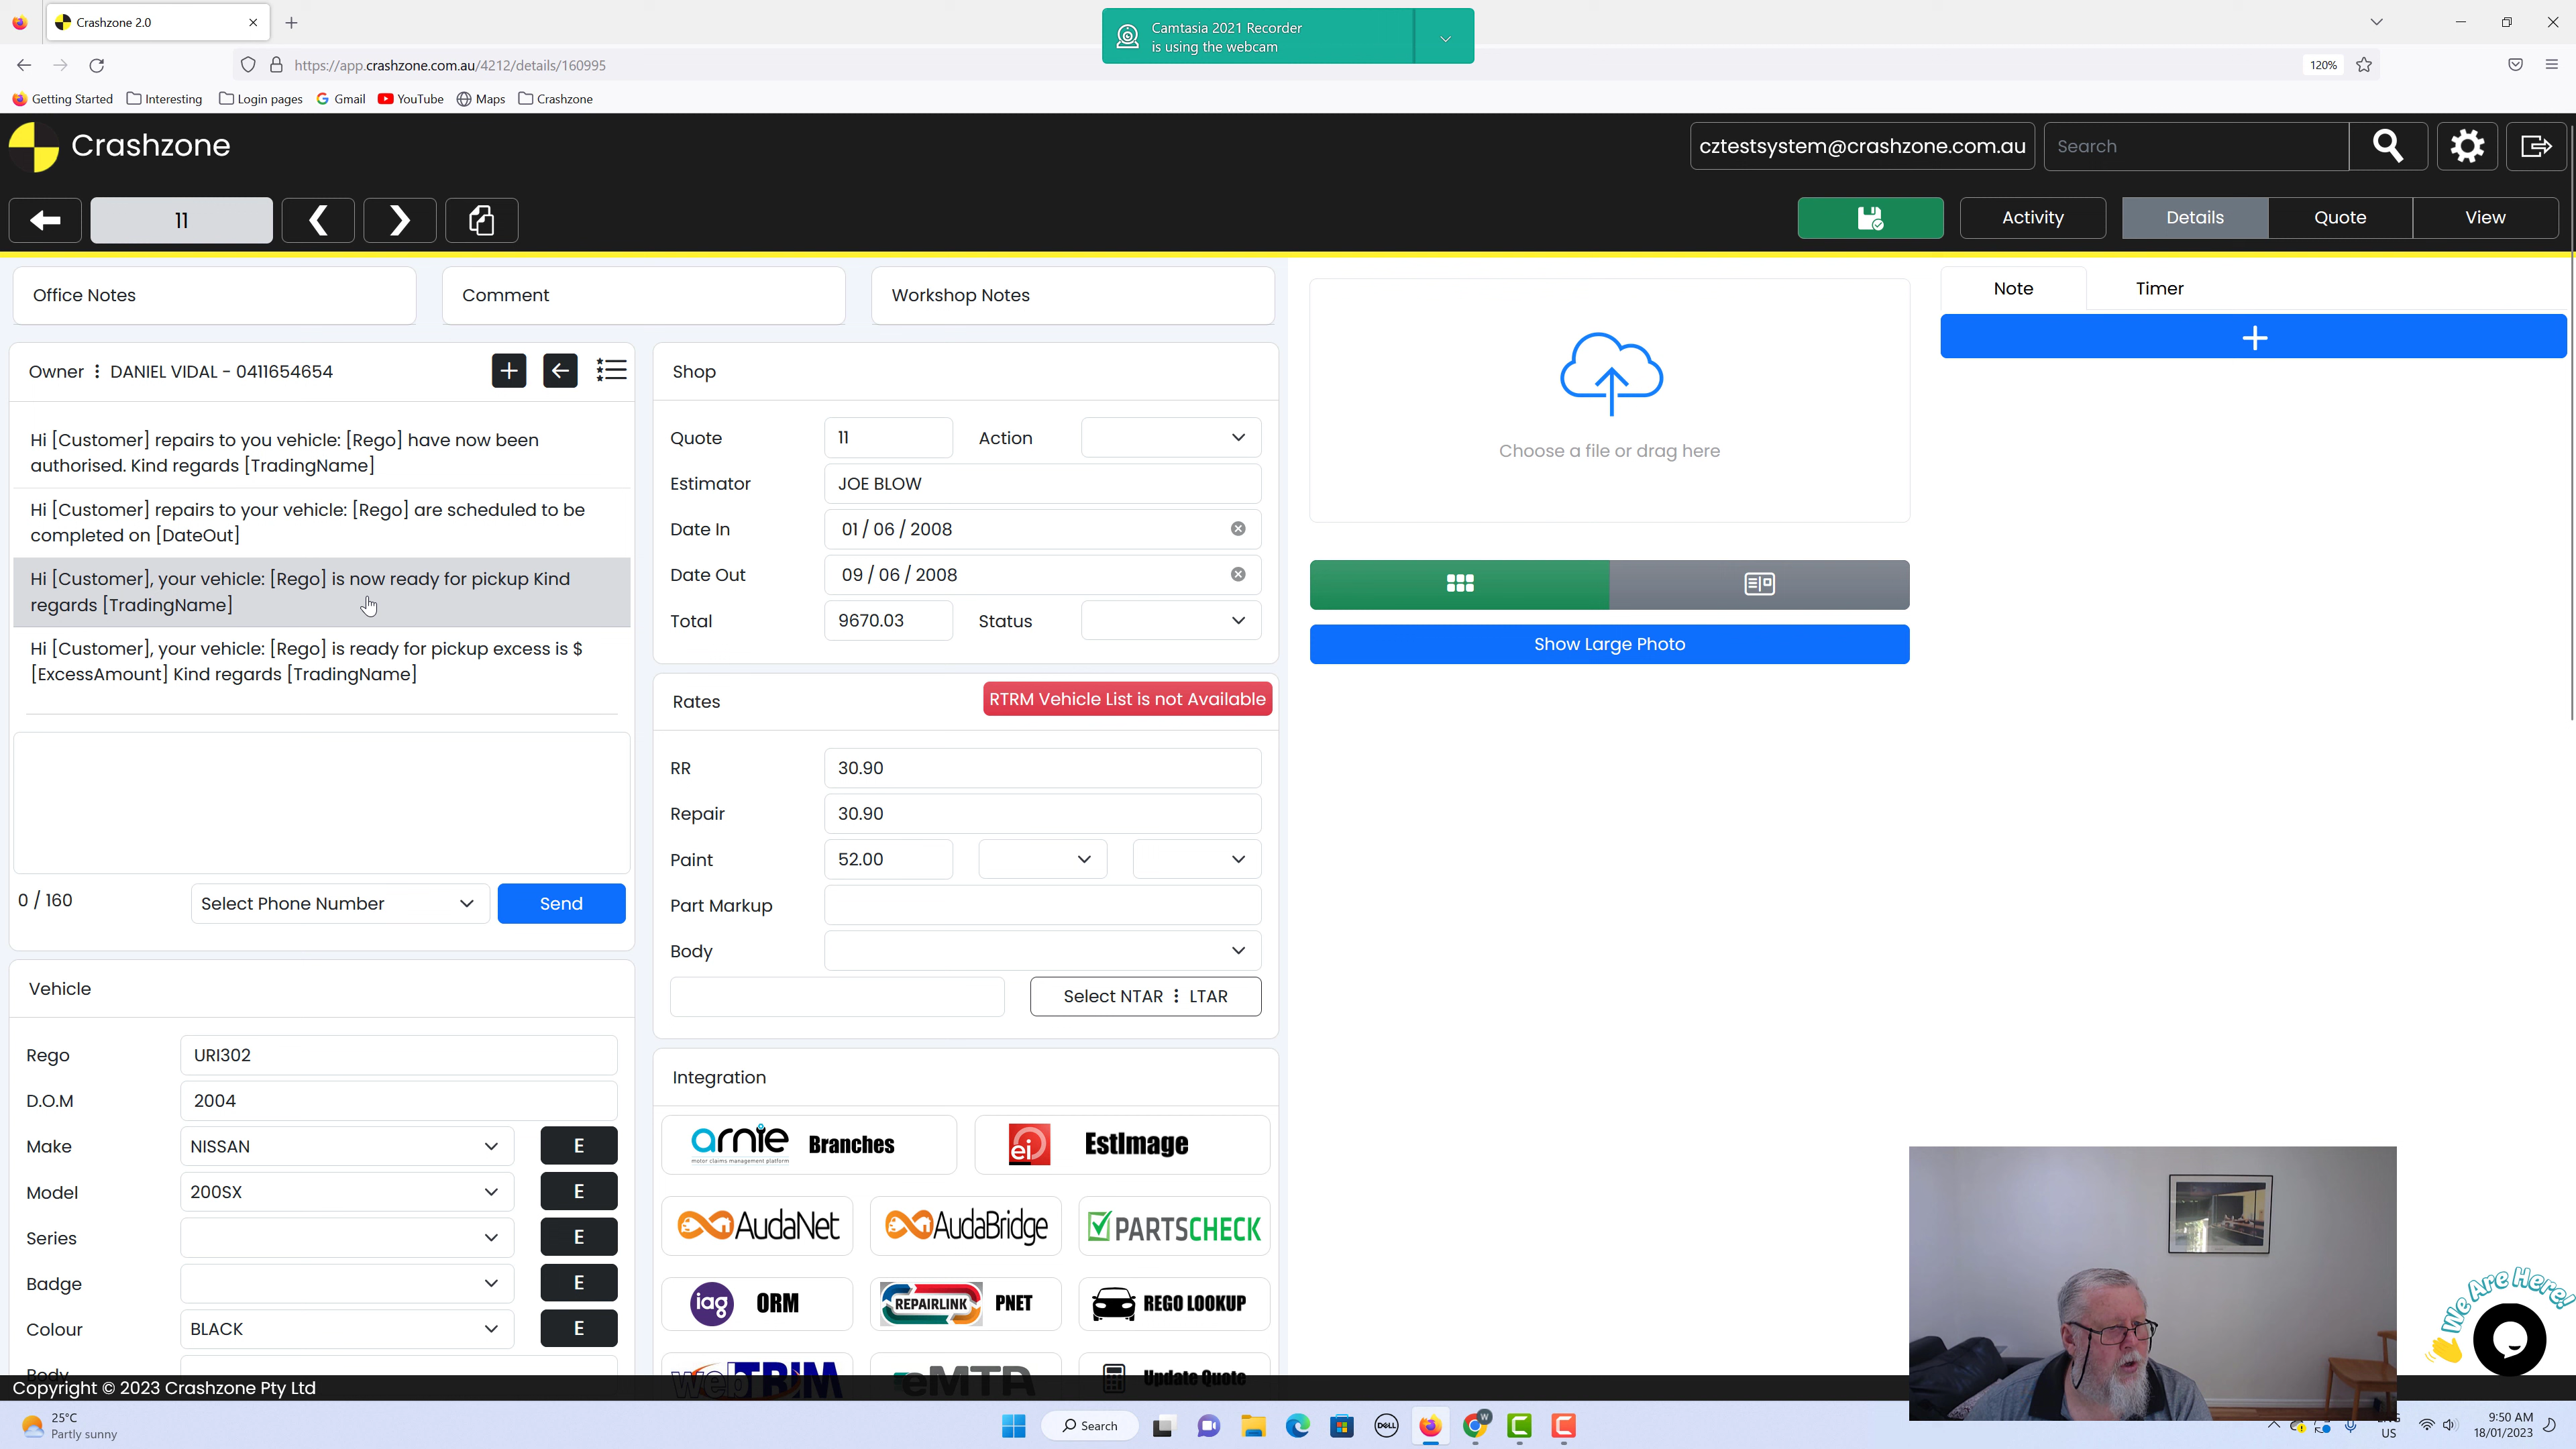 Crashzone 2.0
Camtasia 2021 Recorder
is using the webcam
https://app.crashzone.com.au/4212/details/160995
120%
Getting Started
Interesting
Login pages
Gmail
YouTube
Maps
Crashzone
Crashzone
cztestsystem@crashzone.com.au
Search
11
Activity
Details
Quote
View
Office Notes
Comment
Workshop Notes
Note
Timer
Owner ⋮ DANIEL VIDAL - 0411654654
Hi [Customer] repairs to you vehicle: [Rego] have now been
authorised. Kind regards [TradingName]
Hi [Customer] repairs to your vehicle: [Rego] are scheduled to be
completed on [DateOut]
Hi [Customer], your vehicle: [Rego] is now ready for pickup Kind
regards [TradingName]
Hi [Customer], your vehicle: [Rego] is ready for pickup excess is $
[ExcessAmount] Kind regards [TradingName]
0 / 160
Select Phone Number
Send
Vehicle
Rego
URI302
D.O.M
2004
Make
NISSAN
E
Model
200SX
E
Series
E
Badge
E
Colour
BLACK
E
Body
Shop
Quote
11
Action
Estimator
JOE BLOW
Date In
01 / 06 / 2008
Date Out
09 / 06 / 2008
Total
9670.03
Status
Rates
RTRM Vehicle List is not Available
RR
30.90
Repair
30.90
Paint
52.00
Part Markup
Body
Select NTAR ⋮ LTAR
Integration
arnie
motor claims management platform
Branches
ei
EstImage
AudaNet
AudaBridge
PARTSCHECK
iag
ORM
REPAIRLINK
PNET
REGO LOOKUP
webTRIM
eMTA
Update Quote
Choose a file or drag here
Show Large Photo
We Are Here!
Copyright © 2023 Crashzone Pty Ltd
25°C
Partly sunny
Search
DELL
W
ENG
US
9:50 AM
18/01/2023